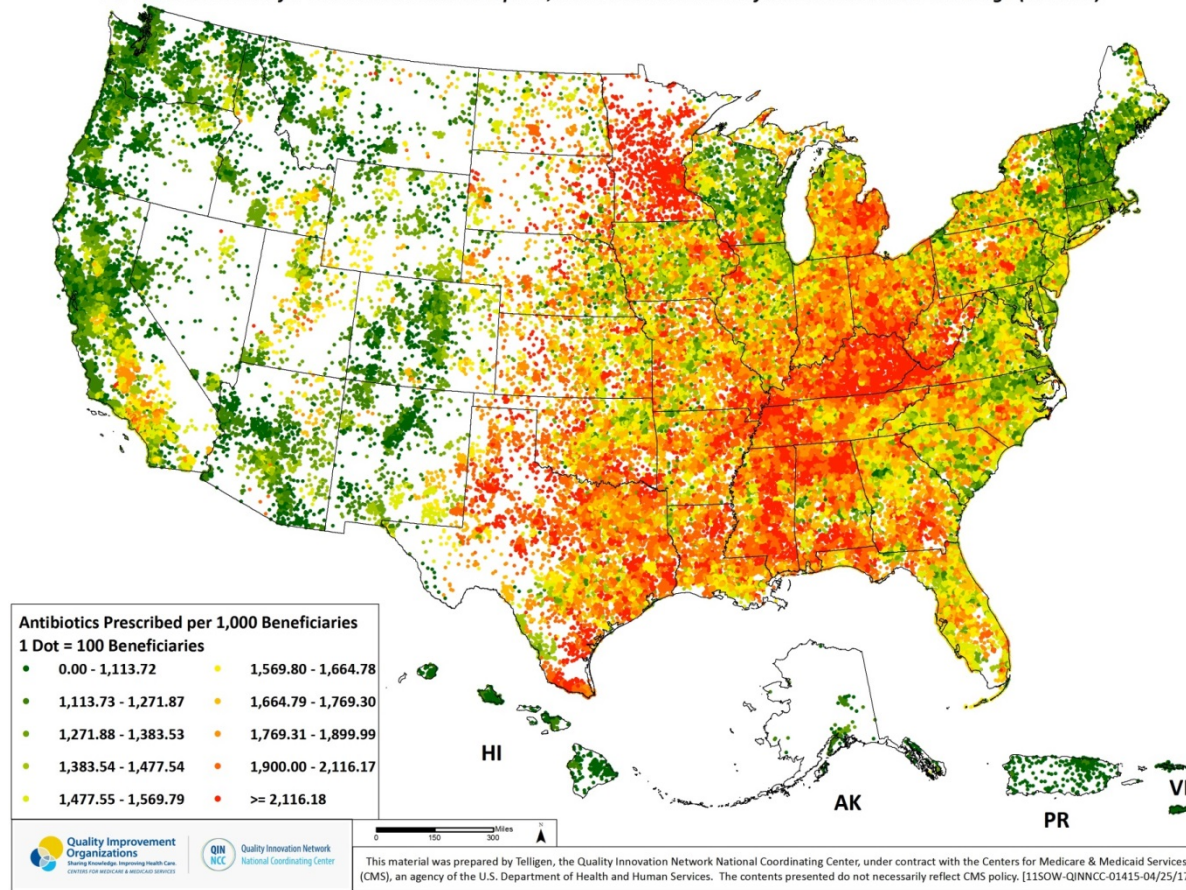 Antibiotics Prescribed per 1,000 Beneficiaries
1 Dot = 100 Beneficiaries
0.00 - 1,113.72
1,113.73 - 1,271.87
1,271.88 - 1,383.53
1,383.54 - 1,477.54
1,477.55 - 1,569.79
1,569.80 - 1,664.78
1,664.79 - 1,769.30
1,769.31 - 1,899.99
1,900.00 - 2,116.17
>= 2,116.18
HI
AK
PR
VI
Quality Improvement
Organizations
Sharing Knowledge. Improving Health Care.
CENTERS FOR MEDICARE & MEDICAID SERVICES
QIN
NCC
Quality Innovation Network
National Coordinating Center
Miles
0 150 300
N
This material was prepared by Telligen, the Quality Innovation Network National Coordinating Center, under contract with the Centers for Medicare & Medicaid Services
(CMS), an agency of the U.S. Department of Health and Human Services. The contents presented do not necessarily reflect CMS policy. [11SOW-QINNCC-01415-04/25/17